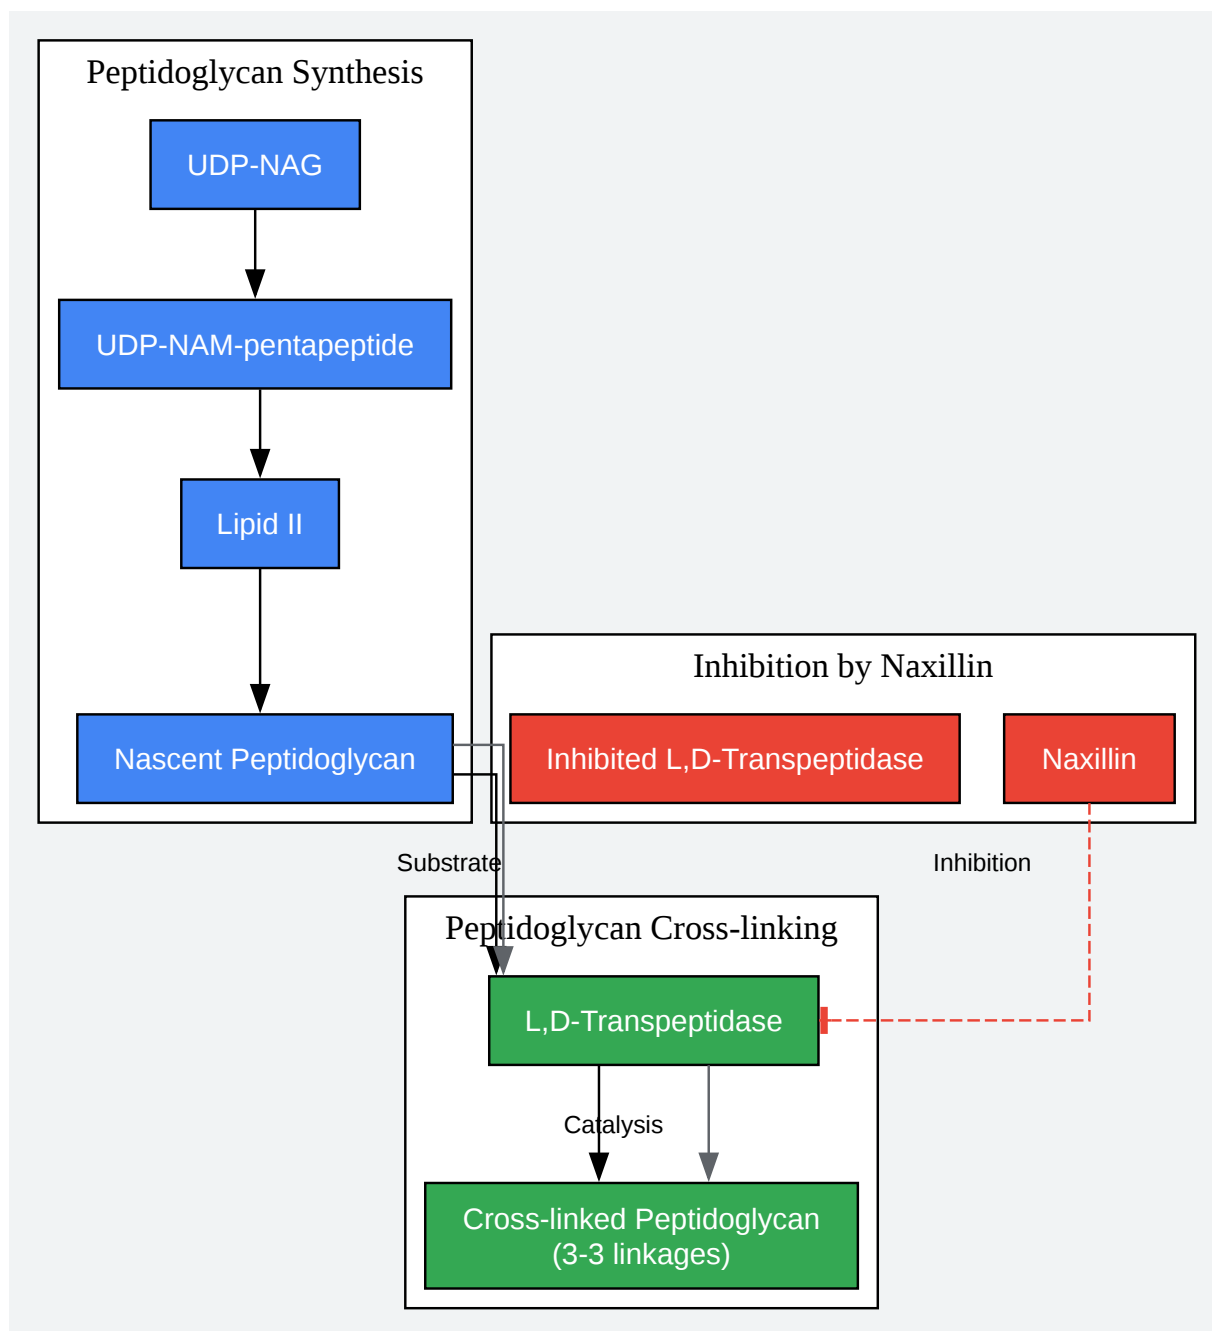 Peptidoglycan Synthesis
UDP-NAG
UDP-NAM-pentapeptide
Lipid II
Nascent Peptidoglycan
Inhibition by Naxillin
Inhibited L,D-Transpeptidase
Naxillin
Substrate
Inhibition
Peptidoglycan Cross-linking
L,D-Transpeptidase
Catalysis
Cross-linked Peptidoglycan
(3-3 linkages)